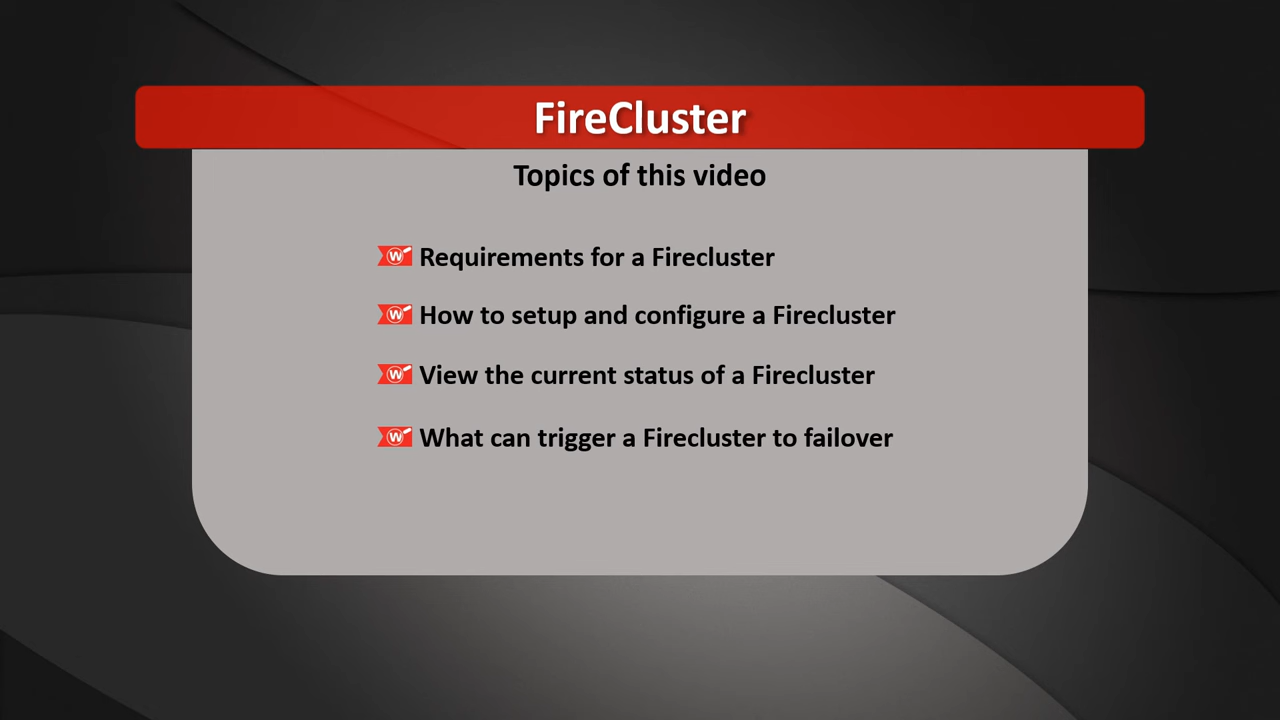 FireCluster
Topics of this video
Requirements for a Firecluster
How to setup and configure a Firecluster
View the current status of a Firecluster
What can trigger a Firecluster to failover